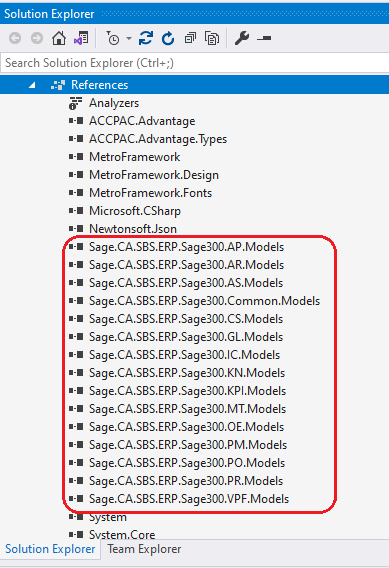 Solution Explorer
Search Solution Explorer (Ctrl+;)
References
Analyzers
ACCPAC.Advantage
ACCPAC.Advantage.Types
MetroFramework
MetroFramework.Design
MetroFramework.Fonts
Microsoft.CSharp
Newtonsoft.Json
Sage.CA.SBS.ERP.Sage300.AP.Models
Sage.CA.SBS.ERP.Sage300.AR.Models
Sage.CA.SBS.ERP.Sage300.AS.Models
Sage.CA.SBS.ERP.Sage300.Common.Models
Sage.CA.SBS.ERP.Sage300.CS.Models
Sage.CA.SBS.ERP.Sage300.GL.Models
Sage.CA.SBS.ERP.Sage300.IC.Models
Sage.CA.SBS.ERP.Sage300.KN.Models
Sage.CA.SBS.ERP.Sage300.KPI.Models
Sage.CA.SBS.ERP.Sage300.MT.Models
Sage.CA.SBS.ERP.Sage300.OE.Models
Sage.CA.SBS.ERP.Sage300.PM.Models
Sage.CA.SBS.ERP.Sage300.PO.Models
Sage.CA.SBS.ERP.Sage300.PR.Models
Sage.CA.SBS.ERP.Sage300.VPF.Models
System
System.Core
Solution Explorer Team Explorer